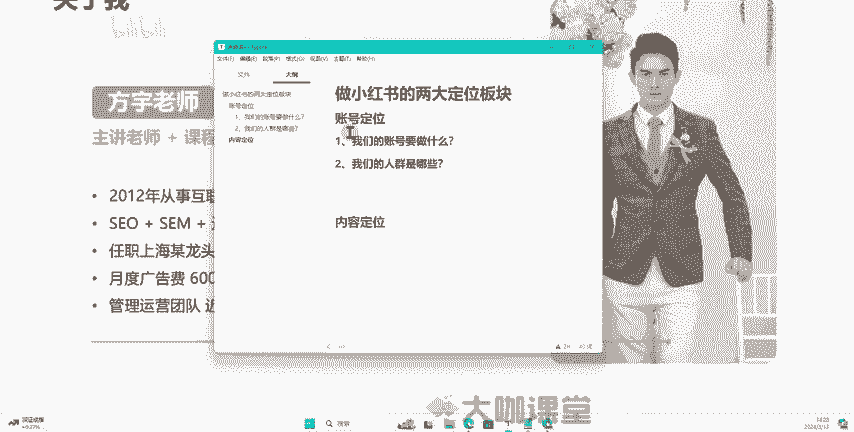 关于我
方宇老师
主讲老师 + 课程
2012年从事互联
SEO + SEM +
任职上海某龙头
月度广告费 600
管理运营团队 近
文件(F) 编辑(E) 段落(P) 格式(O) 视图(V) 主题(T) 帮助(H)
文件 大纲
做小红书的两大定位板块
账号定位
1、我们的账号要做什么?
2、我们的人群是哪些?
内容定位
做小红书的两大定位板块
账号定位
1、我们的账号要做什么?
2、我们的人群是哪些?
内容定位
大咖课堂
搜索